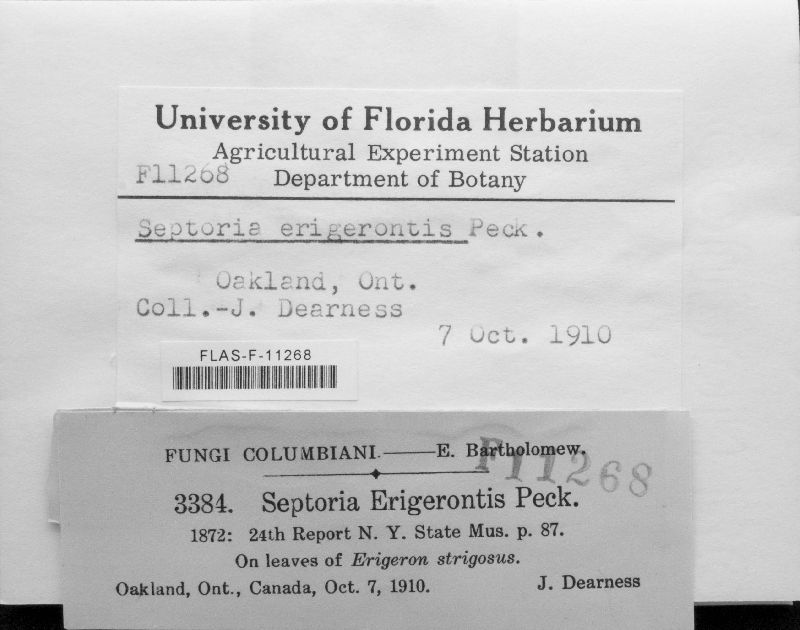 University of Florida Herbarium
Agricultural Experiment Station
F11268 Department of Botany
Septoria erigerontis Peck.
Oakland, Ont.
Coll.-J. Dearness
7 Oct. 1910
FLAS-F-11268
FUNGI COLUMBIANI.——E. Bartholomew.
F11268
3384. Septoria Erigerontis Peck.
1872: 24th Report N. Y. State Mus. p. 87.
On leaves of Erigeron strigosus.
Oakland, Ont., Canada, Oct. 7, 1910. J. Dearness